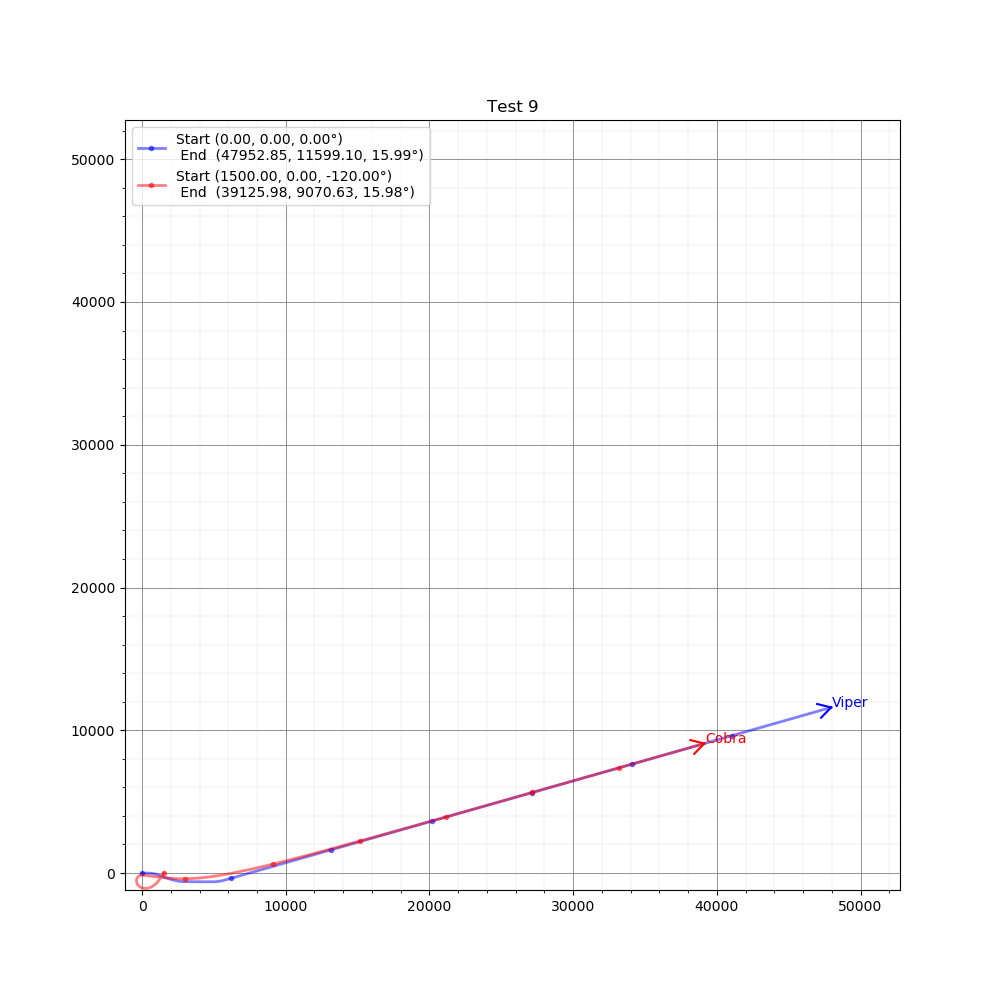 Test 9
Start (0.00, 0.00, 0.00°)
End (47952.85, 11599.10, 15.99°)
Start (1500.00, 0.00, -120.00°)
End (39125.98, 9070.63, 15.98°)
50000
40000
30000
20000
10000
0
Viper
Cobra
0
10000
20000
30000
40000
50000